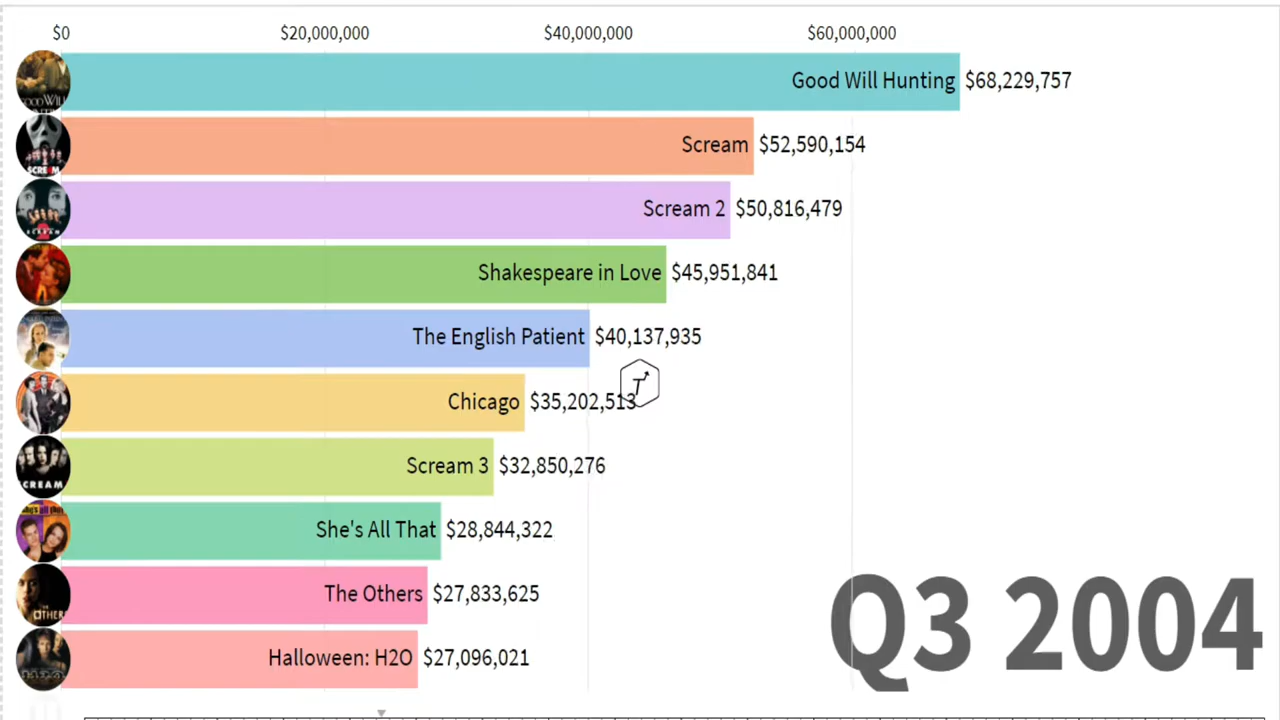 $0 $20,000,000 $40,000,000 $60,000,000
Good Will Hunting $68,229,757
Scream $52,590,154
Scream 2 $50,816,479
Shakespeare in Love $45,951,841
The English Patient $40,137,935
T
Chicago $35,202,513
Scream 3 $32,850,276
She's All That $28,844,322
The Others $27,833,625
Halloween: H2O $27,096,021
Q3 2004